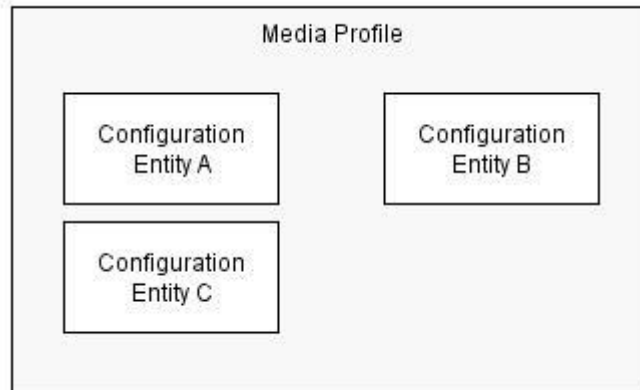 Media Profile
Configuration
Entity A
Configuration
Entity B
Configuration
Entity C